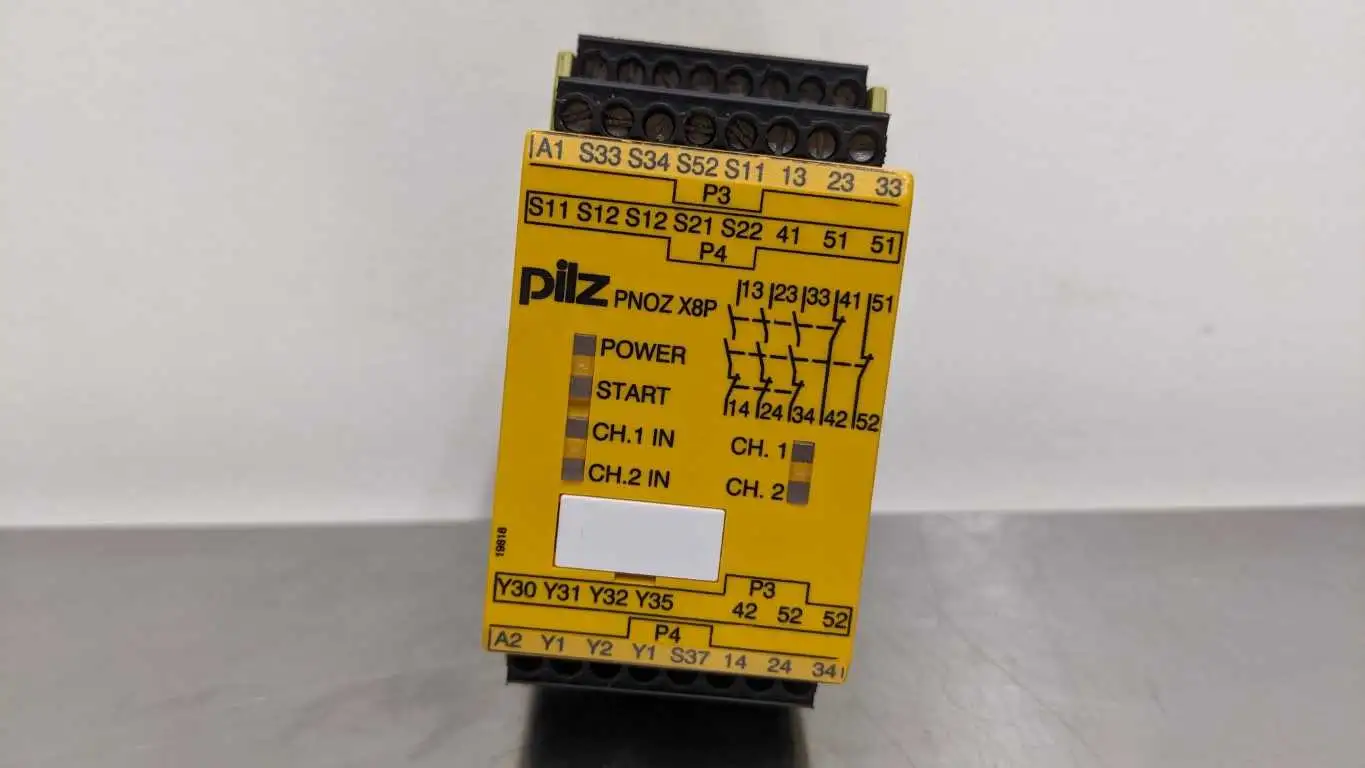 A1 S33 S34 S52 S11 13 23 33
P3
S11 S12 S12 S21 S22 41 51 51
P4
pilz PNOZ X8P
13 23 33 41 51
POWER
START
14 24 34 42 52
CH.1 IN
CH. 1
CH.2 IN
CH. 2
19818
P3
Y30 Y31 Y32 Y35 42 52 52
P4
A2 Y1 Y2 Y1 S37 14 24 34